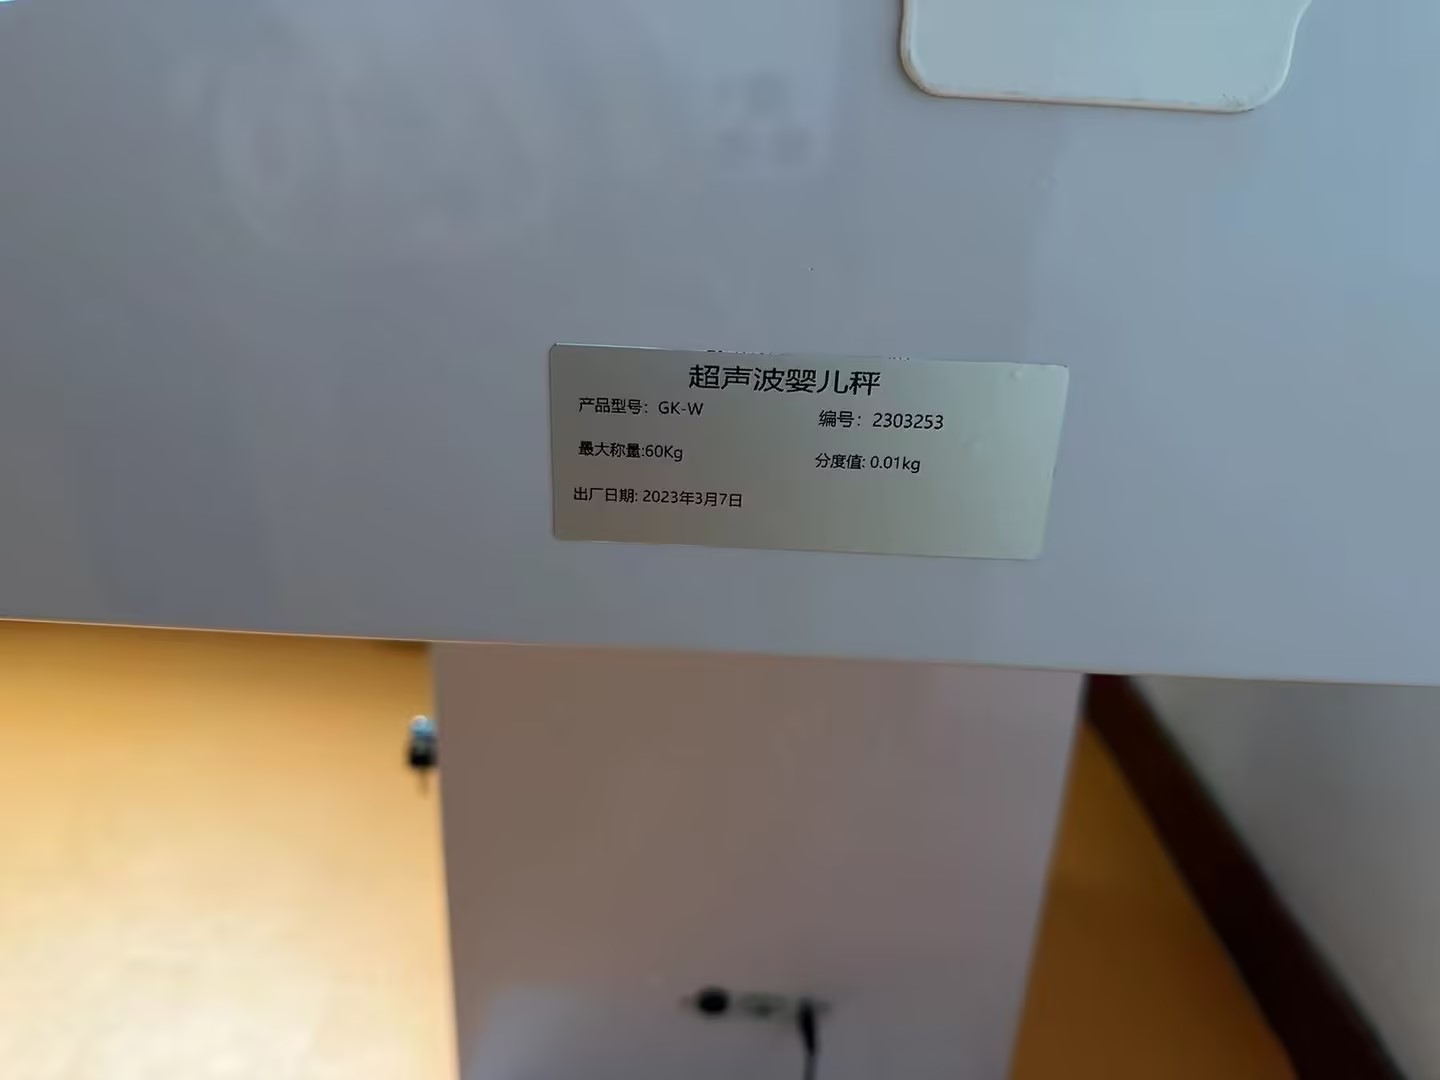 超声波婴儿秤
产品型号：GK-W
编号：2303253
最大称量:60Kg
分度值: 0.01kg
出厂日期: 2023年3月7日